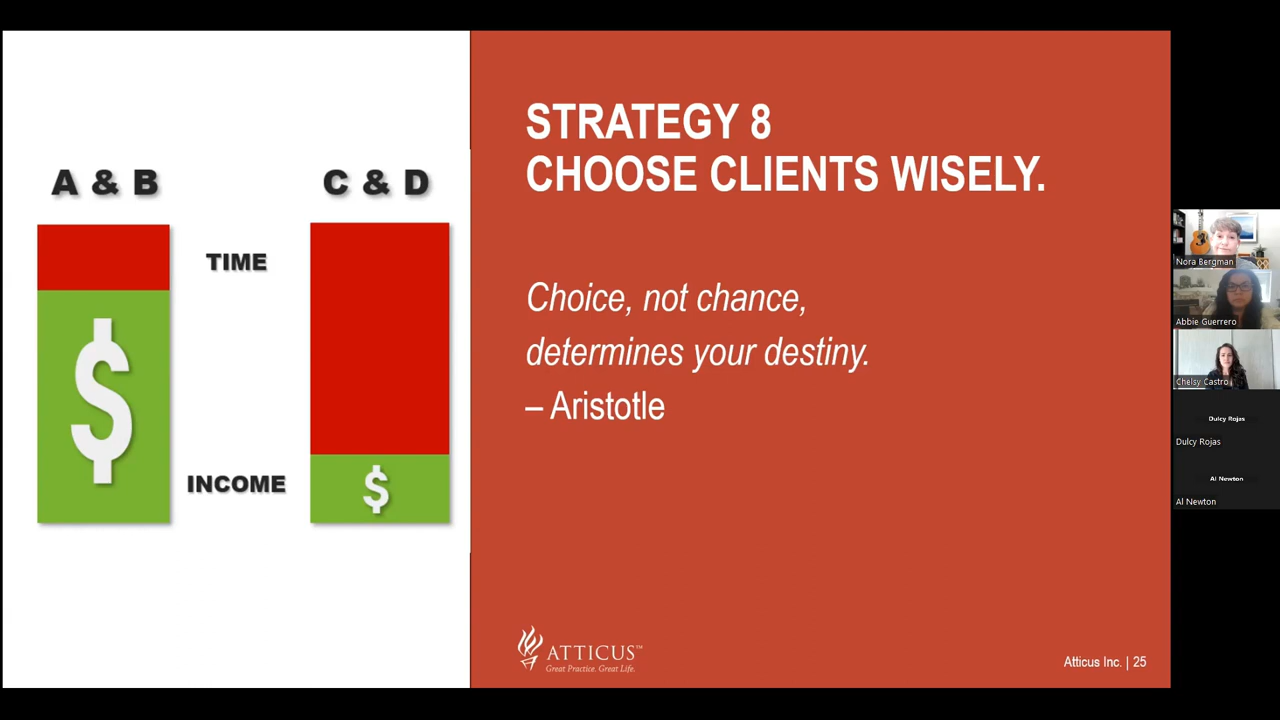 A & B
C & D
TIME
$
INCOME
$
STRATEGY 8
CHOOSE CLIENTS WISELY.
Choice, not chance,
determines your destiny.
– Aristotle
ATTICUS™
Great Practice. Great Life.
Atticus Inc. | 25
Nora Bergman
Abbie Guerrero
Chelsy Castro
Dulcy Rojas
Dulcy Rojas
Al Newton
Al Newton